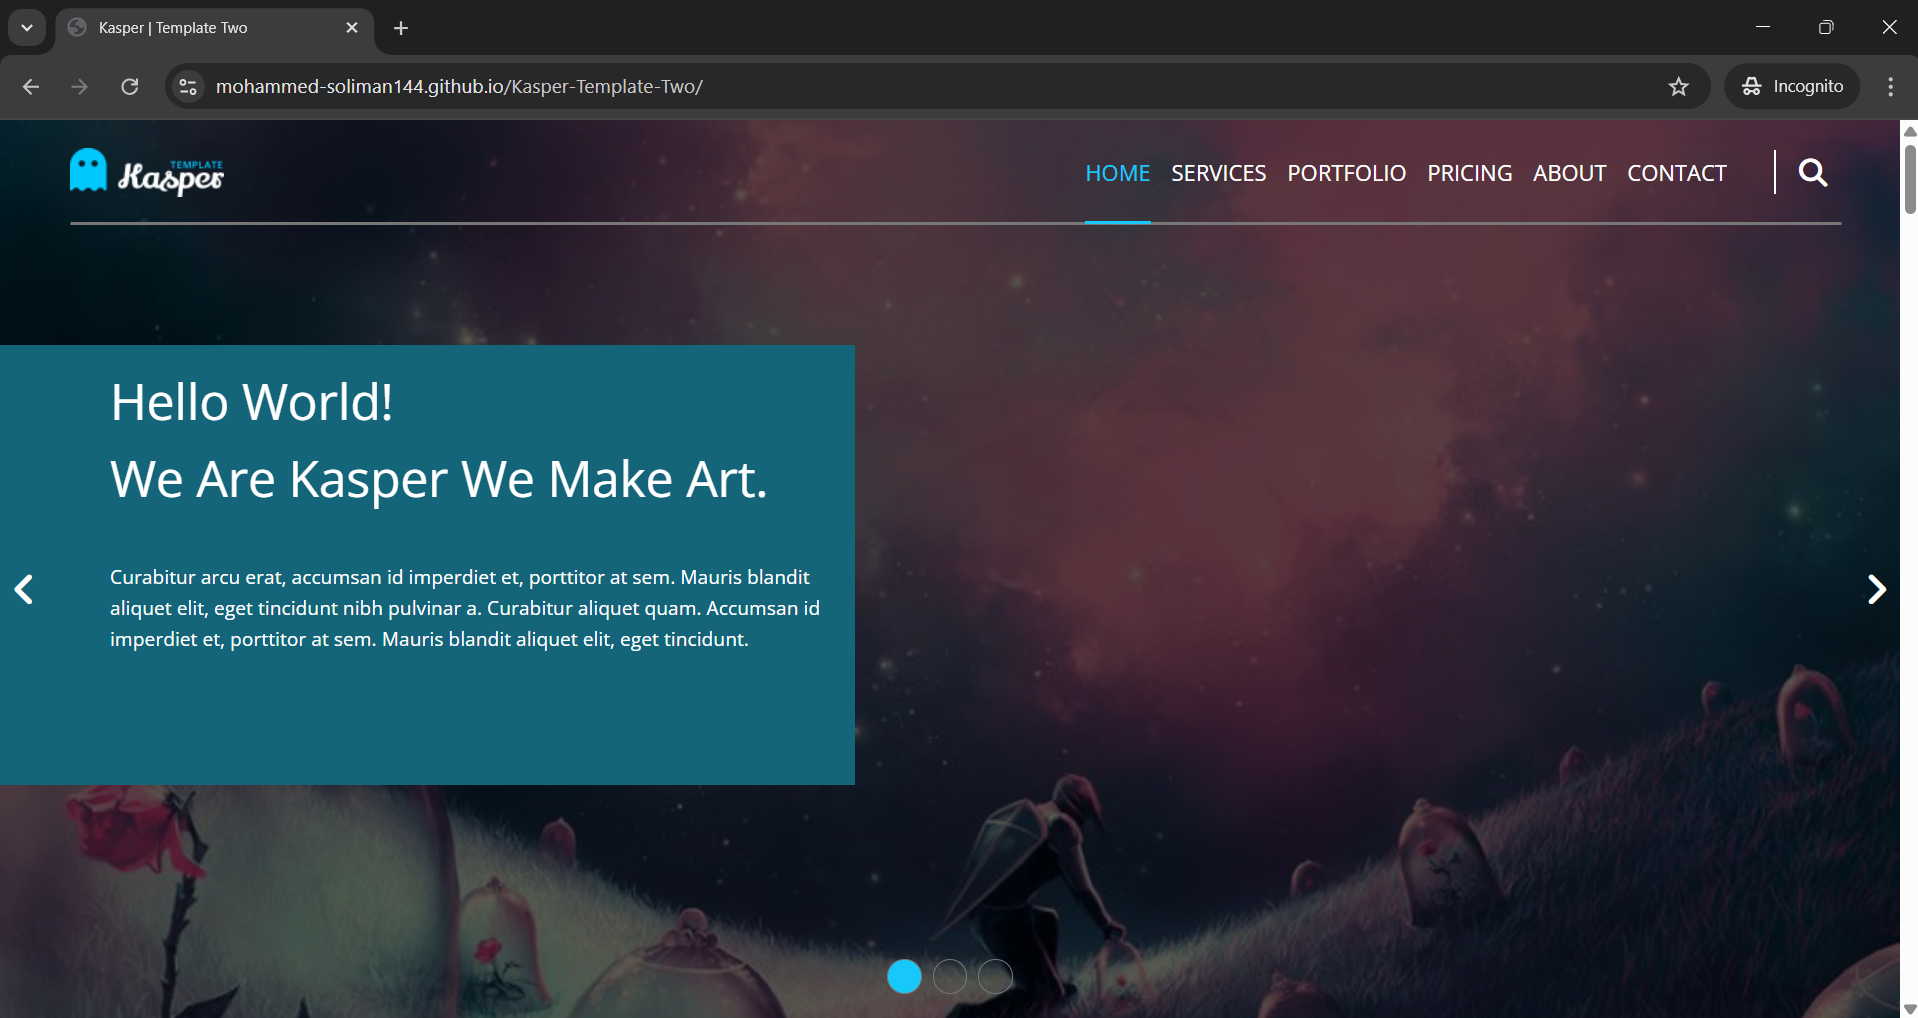 Kasper | Template Two
mohammed-soliman144.github.io/Kasper-Template-Two/
Incognito
TEMPLATE
Kasper
HOME SERVICES PORTFOLIO PRICING ABOUT CONTACT
Hello World!
We Are Kasper We Make Art.
Curabitur arcu erat, accumsan id imperdiet et, porttitor at sem. Mauris blandit
aliquet elit, eget tincidunt nibh pulvinar a. Curabitur aliquet quam. Accumsan id
imperdiet et, porttitor at sem. Mauris blandit aliquet elit, eget tincidunt.